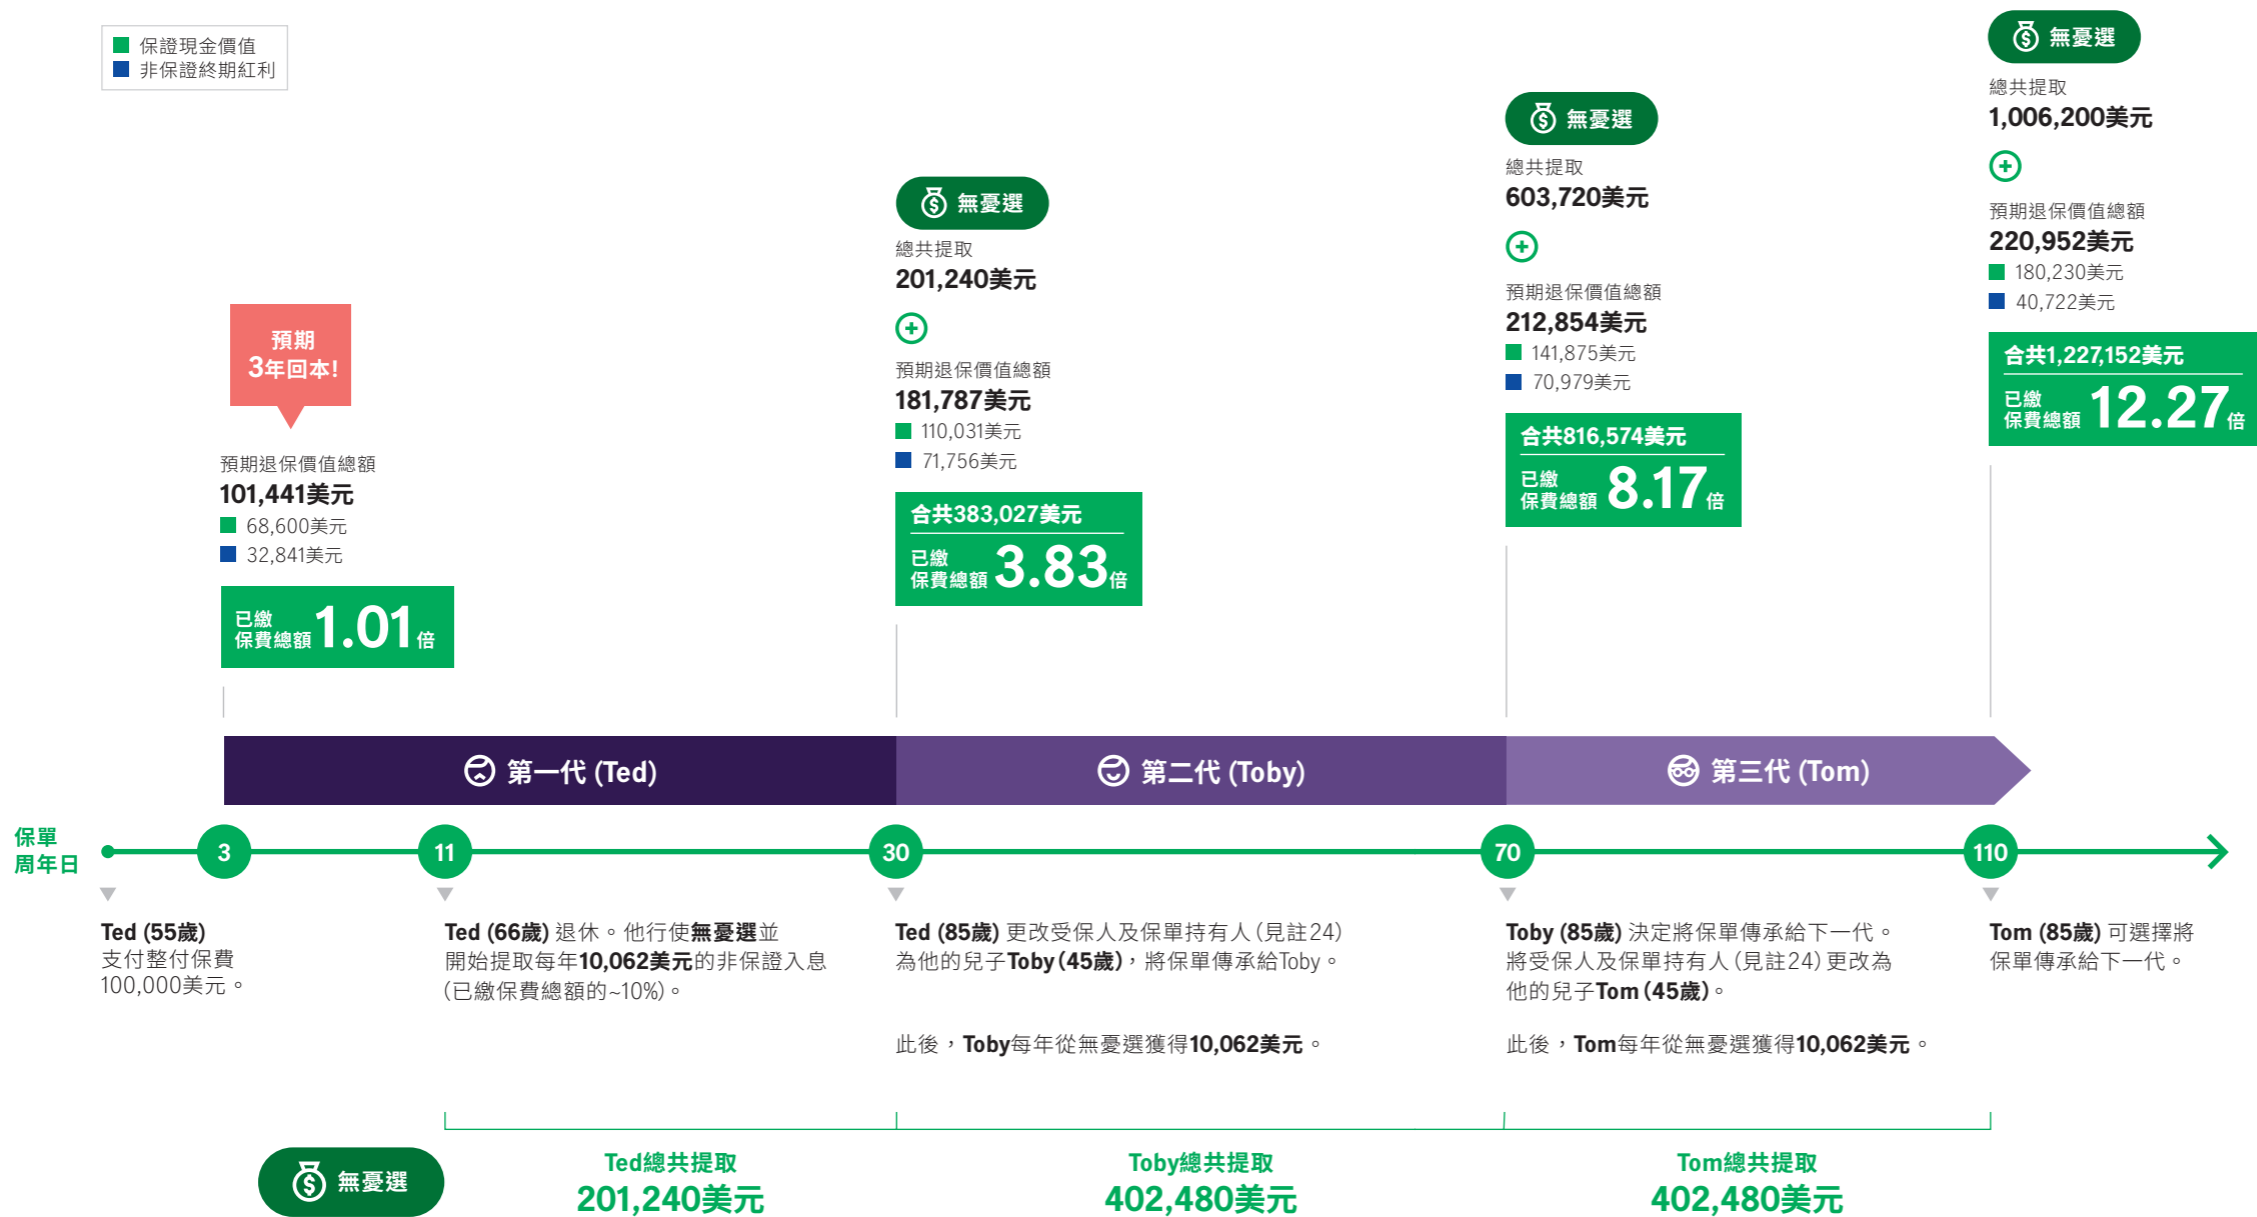 保證現金價值
非保證終期紅利
預期
3年回本!
預期退保價值總額
101,441美元
68,600美元
32,841美元
已繳
保費總額 1.01倍
無憂選
總共提取
201,240美元
預期退保價值總額
181,787美元
110,031美元
71,756美元
合共383,027美元
已繳
保費總額 3.83倍
無憂選
總共提取
603,720美元
預期退保價值總額
212,854美元
141,875美元
70,979美元
合共816,574美元
已繳
保費總額 8.17倍
無憂選
總共提取
1,006,200美元
預期退保價值總額
220,952美元
180,230美元
40,722美元
合共1,227,152美元
已繳
保費總額 12.27倍
第一代 (Ted)
第二代 (Toby)
第三代 (Tom)
保單
周年日
3
11
30
70
110
Ted (55歲)
支付整付保費
100,000美元。
Ted (66歲) 退休。他行使無憂選並
開始提取每年10,062美元的非保證入息
(已繳保費總額的~10%)。
Ted (85歲) 更改受保人及保單持有人(見註24)
為他的兒子Toby(45歲),將保單傳承給Toby。
此後,Toby每年從無憂選獲得10,062美元。
Toby (85歲) 決定將保單傳承給下一代。
將受保人及保單持有人(見註24)更改為
他的兒子Tom(45歲)。
此後,Tom每年從無憂選獲得10,062美元。
Tom (85歲) 可選擇將
保單傳承給下一代。
無憂選
Ted總共提取
201,240美元
Toby總共提取
402,480美元
Tom總共提取
402,480美元